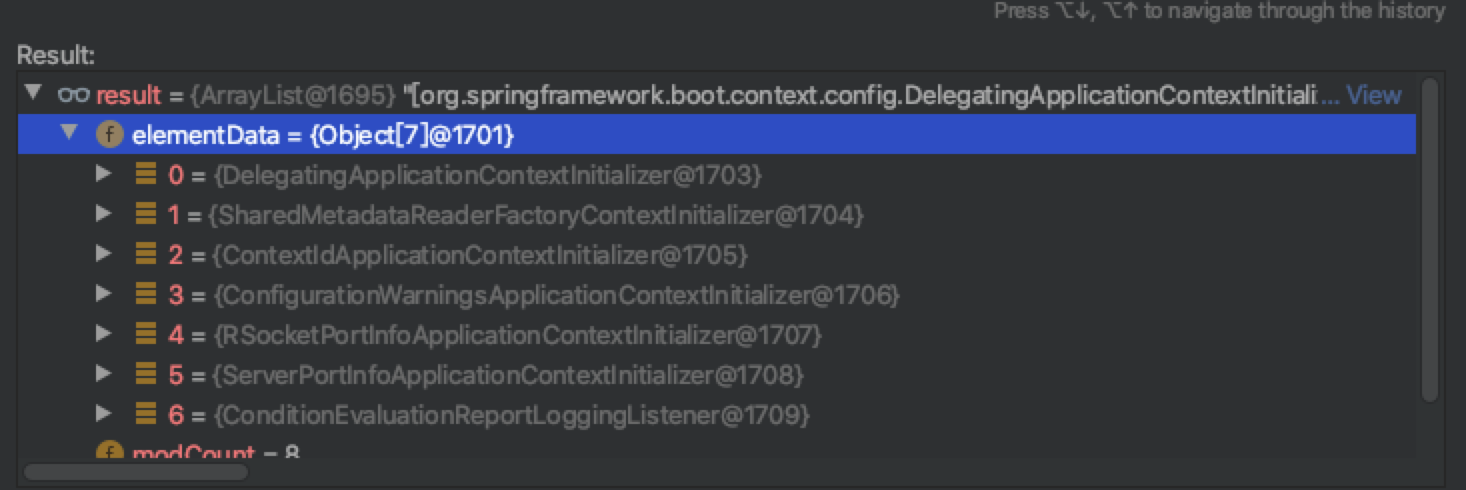 Press ⌥↓, ⌥↑ to navigate through the history
Result:
result = {ArrayList@1695} "[org.springframework.boot.context.config.DelegatingApplicationContextInitiali... View
f elementData = {Object[7]@1701}
0 = {DelegatingApplicationContextInitializer@1703}
1 = {SharedMetadataReaderFactoryContextInitializer@1704}
2 = {ContextIdApplicationContextInitializer@1705}
3 = {ConfigurationWarningsApplicationContextInitializer@1706}
4 = {RSocketPortInfoApplicationContextInitializer@1707}
5 = {ServerPortInfoApplicationContextInitializer@1708}
6 = {ConditionEvaluationReportLoggingListener@1709}
f modCount = 8